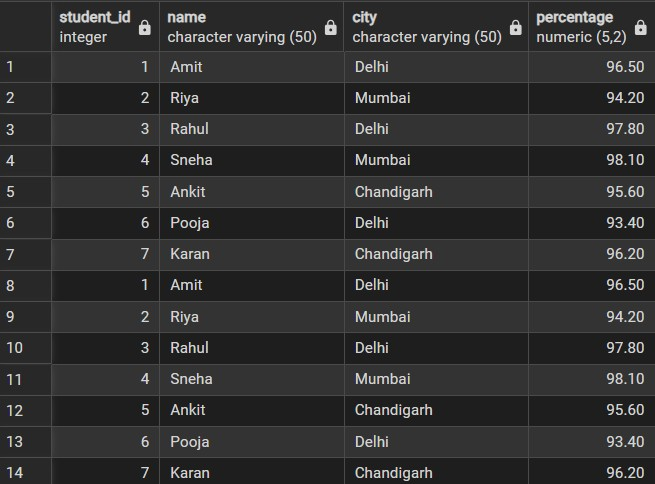 student_id name city percentage
integer character varying (50) character varying (50) numeric (5,2)
1 1 Amit Delhi 96.50
2 2 Riya Mumbai 94.20
3 3 Rahul Delhi 97.80
4 4 Sneha Mumbai 98.10
5 5 Ankit Chandigarh 95.60
6 6 Pooja Delhi 93.40
7 7 Karan Chandigarh 96.20
8 1 Amit Delhi 96.50
9 2 Riya Mumbai 94.20
10 3 Rahul Delhi 97.80
11 4 Sneha Mumbai 98.10
12 5 Ankit Chandigarh 95.60
13 6 Pooja Delhi 93.40
14 7 Karan Chandigarh 96.20